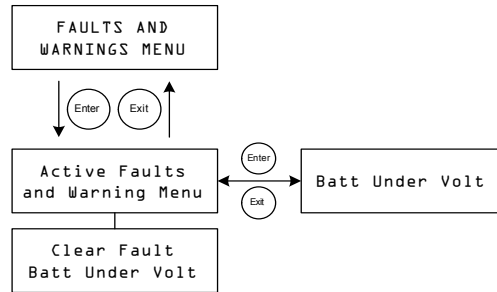 FAULTS AND
WARNINGS MENU
Enter
Exit
Active Faults
and Warning Menu
Enter
Exit
Batt Under Volt
Clear Fault
Batt Under Volt